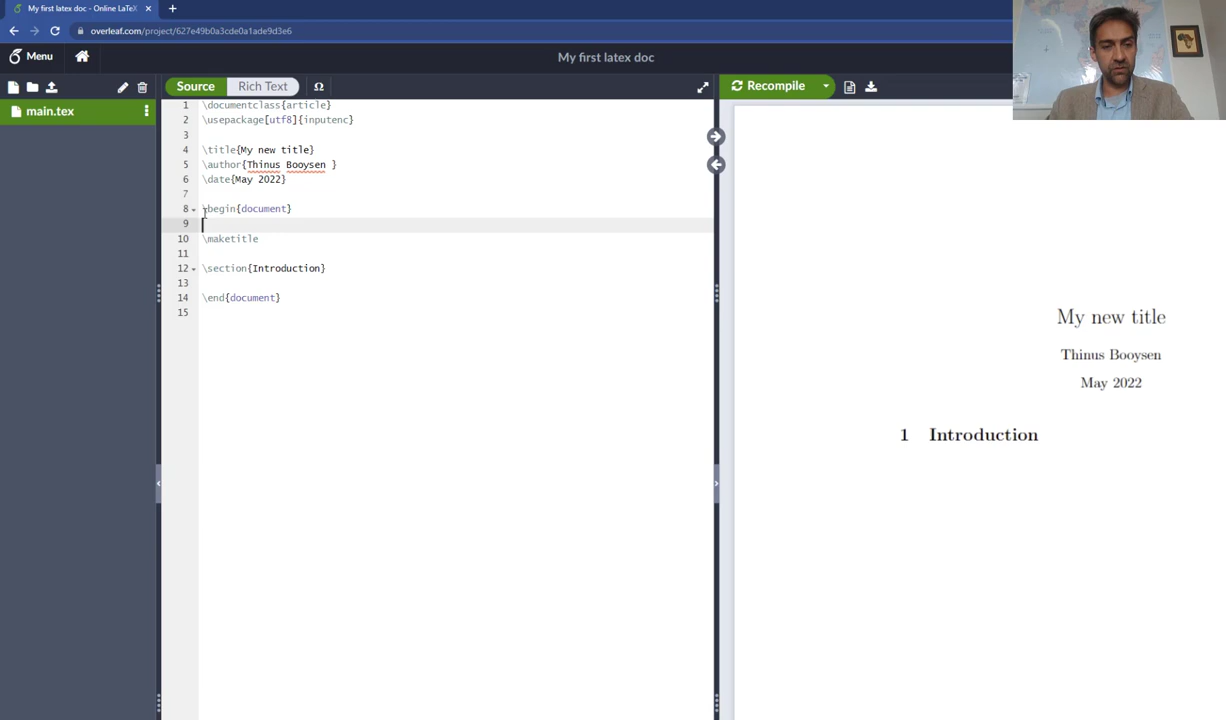 My first latex doc - Online LaTeX
overleaf.com/project/627e49b0a3cde0a1ade9d3e6
Menu
My first latex doc
Source
Rich Text
Ω
Recompile
main.tex
1 \documentclass{article}
2 \usepackage[utf8]{inputenc}
3
4 \title{My new title}
5 \author{Thinus Booysen }
6 \date{May 2022}
7
8 \begin{document}
9
10 \maketitle
11
12 \section{Introduction}
13
14 \end{document}
15
My new title
Thinus Booysen
May 2022
1 Introduction